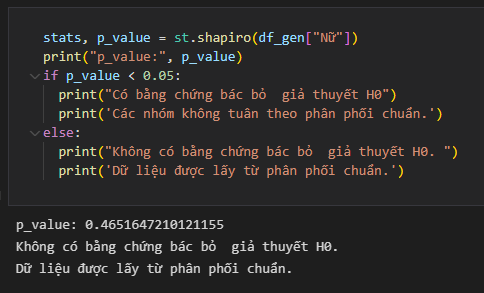 stats, p_value = st.shapiro(df_gen["Nữ"])
print("p_value:", p_value)
if p_value < 0.05:
  print("Có bằng chứng bác bỏ  giả thuyết H0")
  print('Các nhóm không tuân theo phân phối chuẩn.')
else:
  print("Không có bằng chứng bác bỏ  giả thuyết H0. ")
  print('Dữ liệu được lấy từ phân phối chuẩn.')
p_value: 0.4651647210121155
Không có bằng chứng bác bỏ  giả thuyết H0.
Dữ liệu được lấy từ phân phối chuẩn.